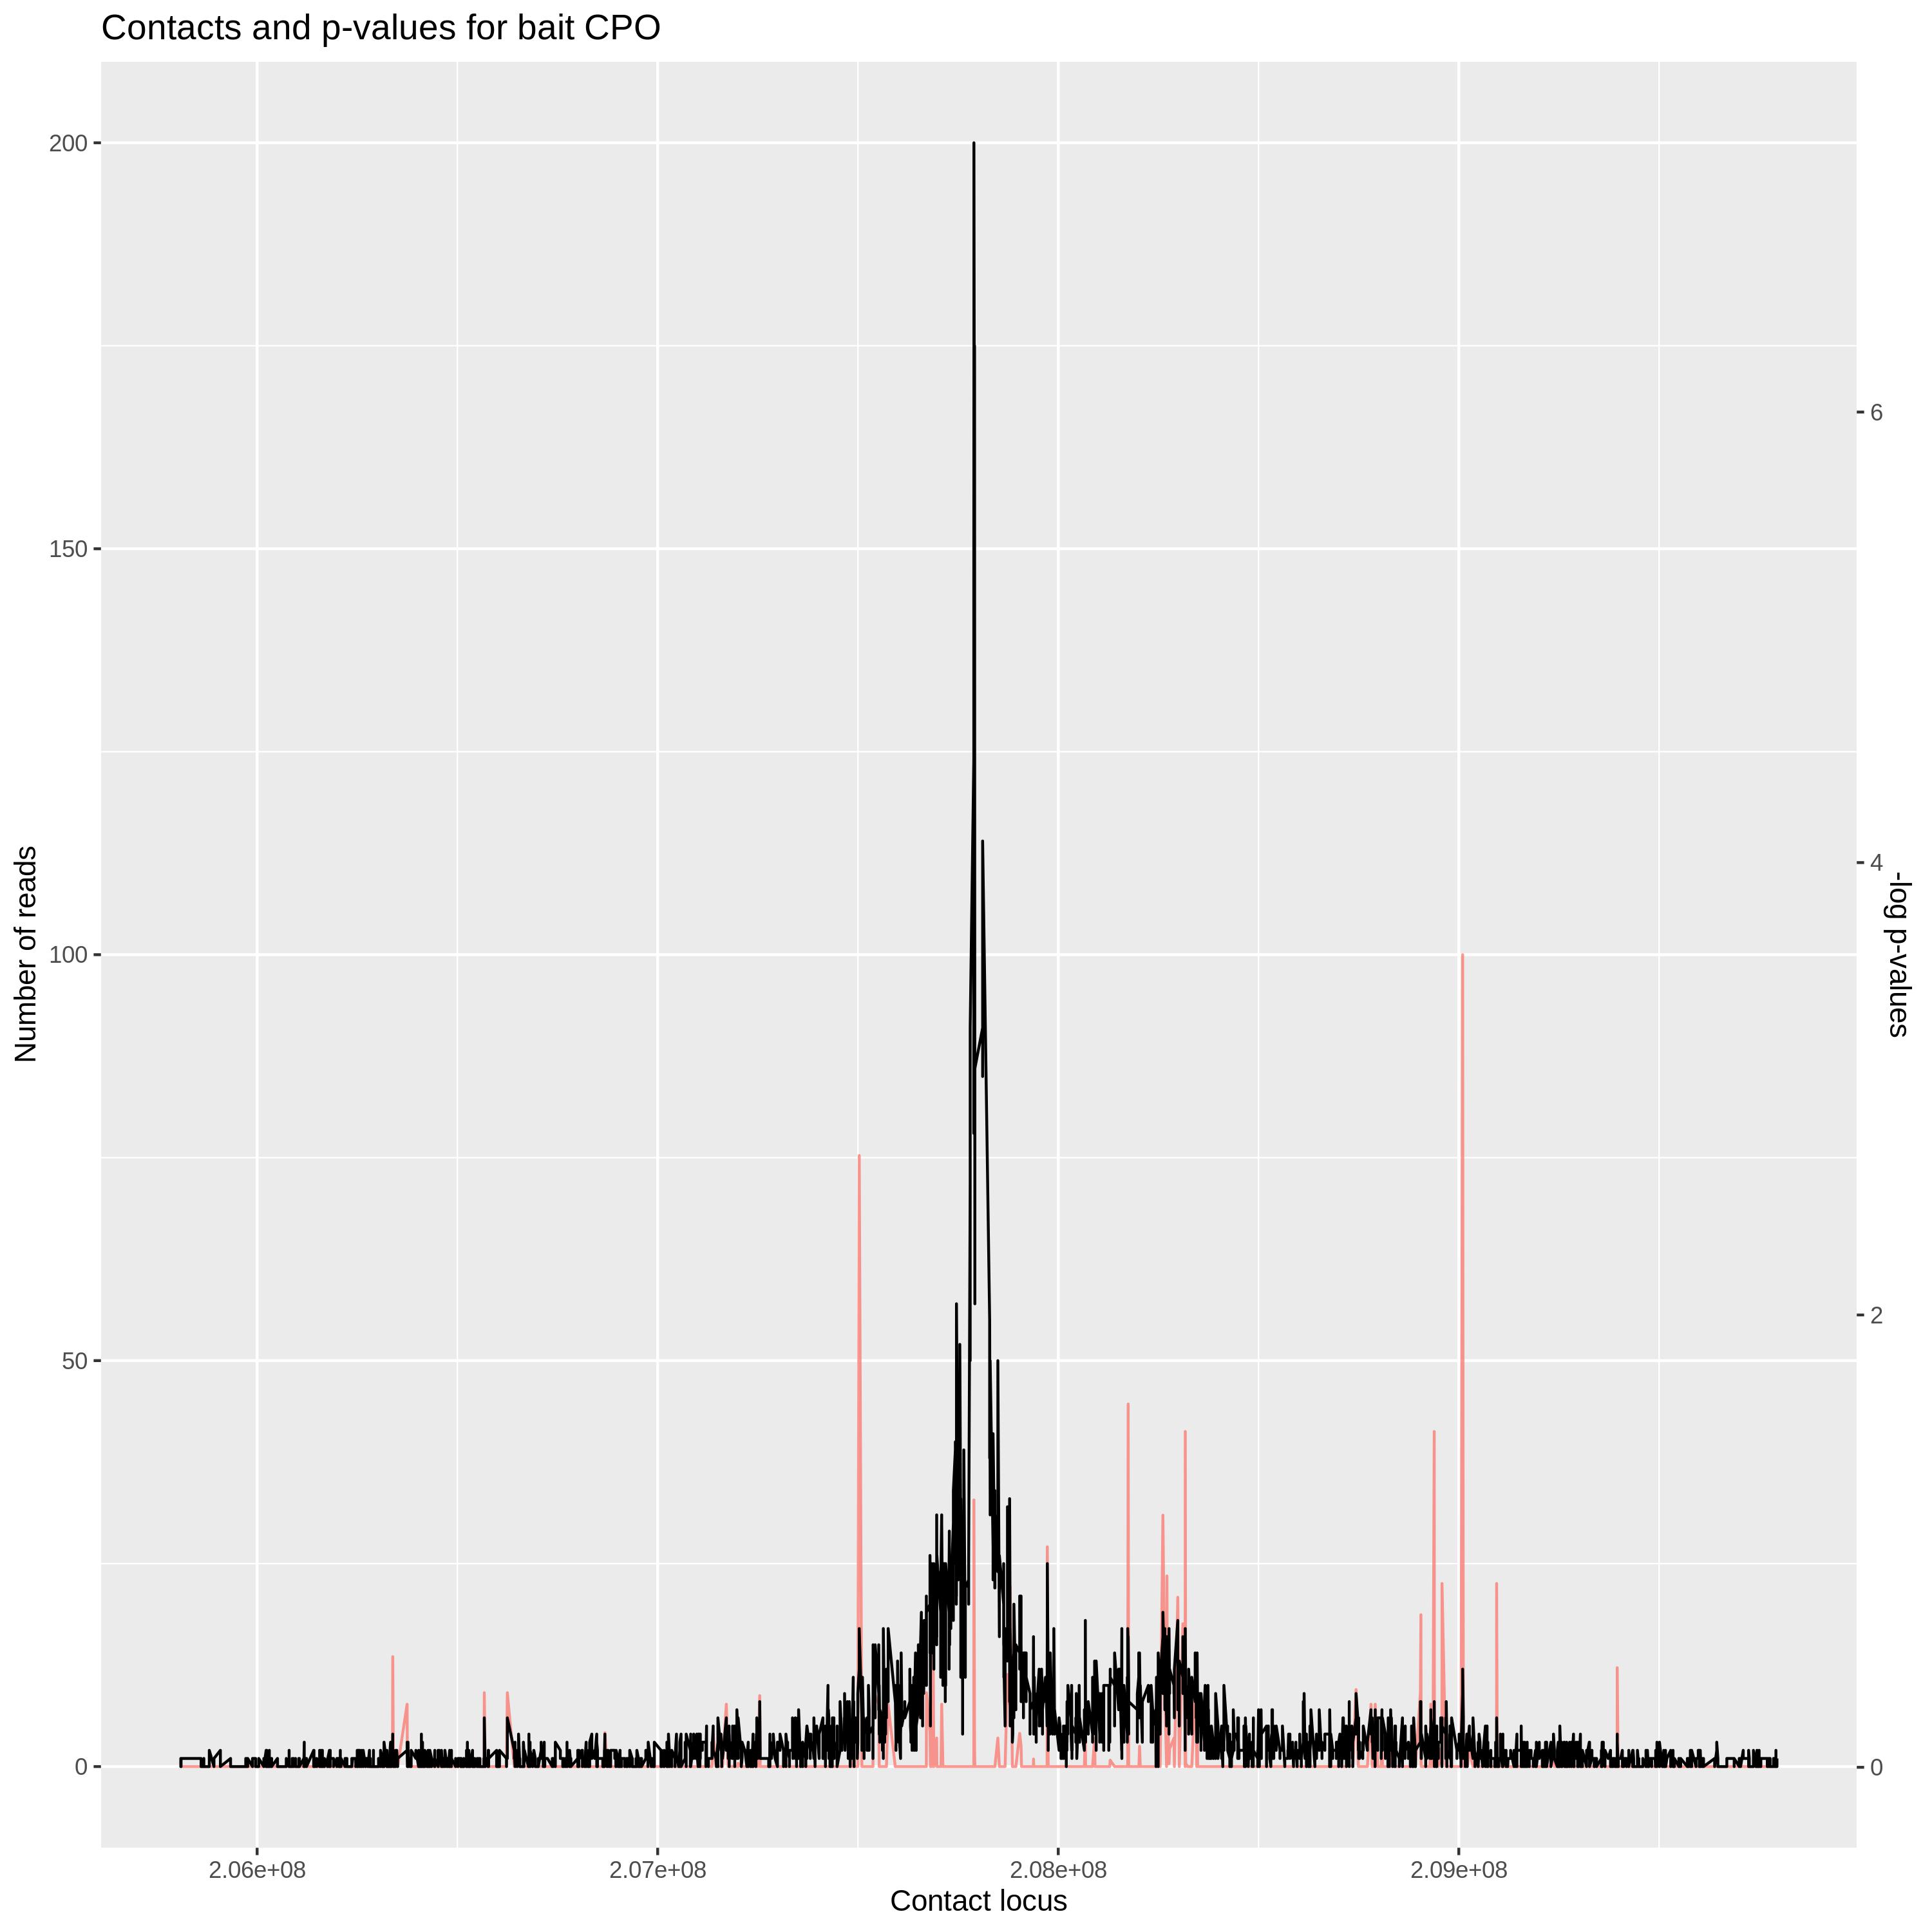 Contacts and p-values for bait CPO
200
150
100
50
0
Number of reads
6
4
2
0
-log p-values
2.06e+08
2.07e+08
2.08e+08
2.09e+08
Contact locus